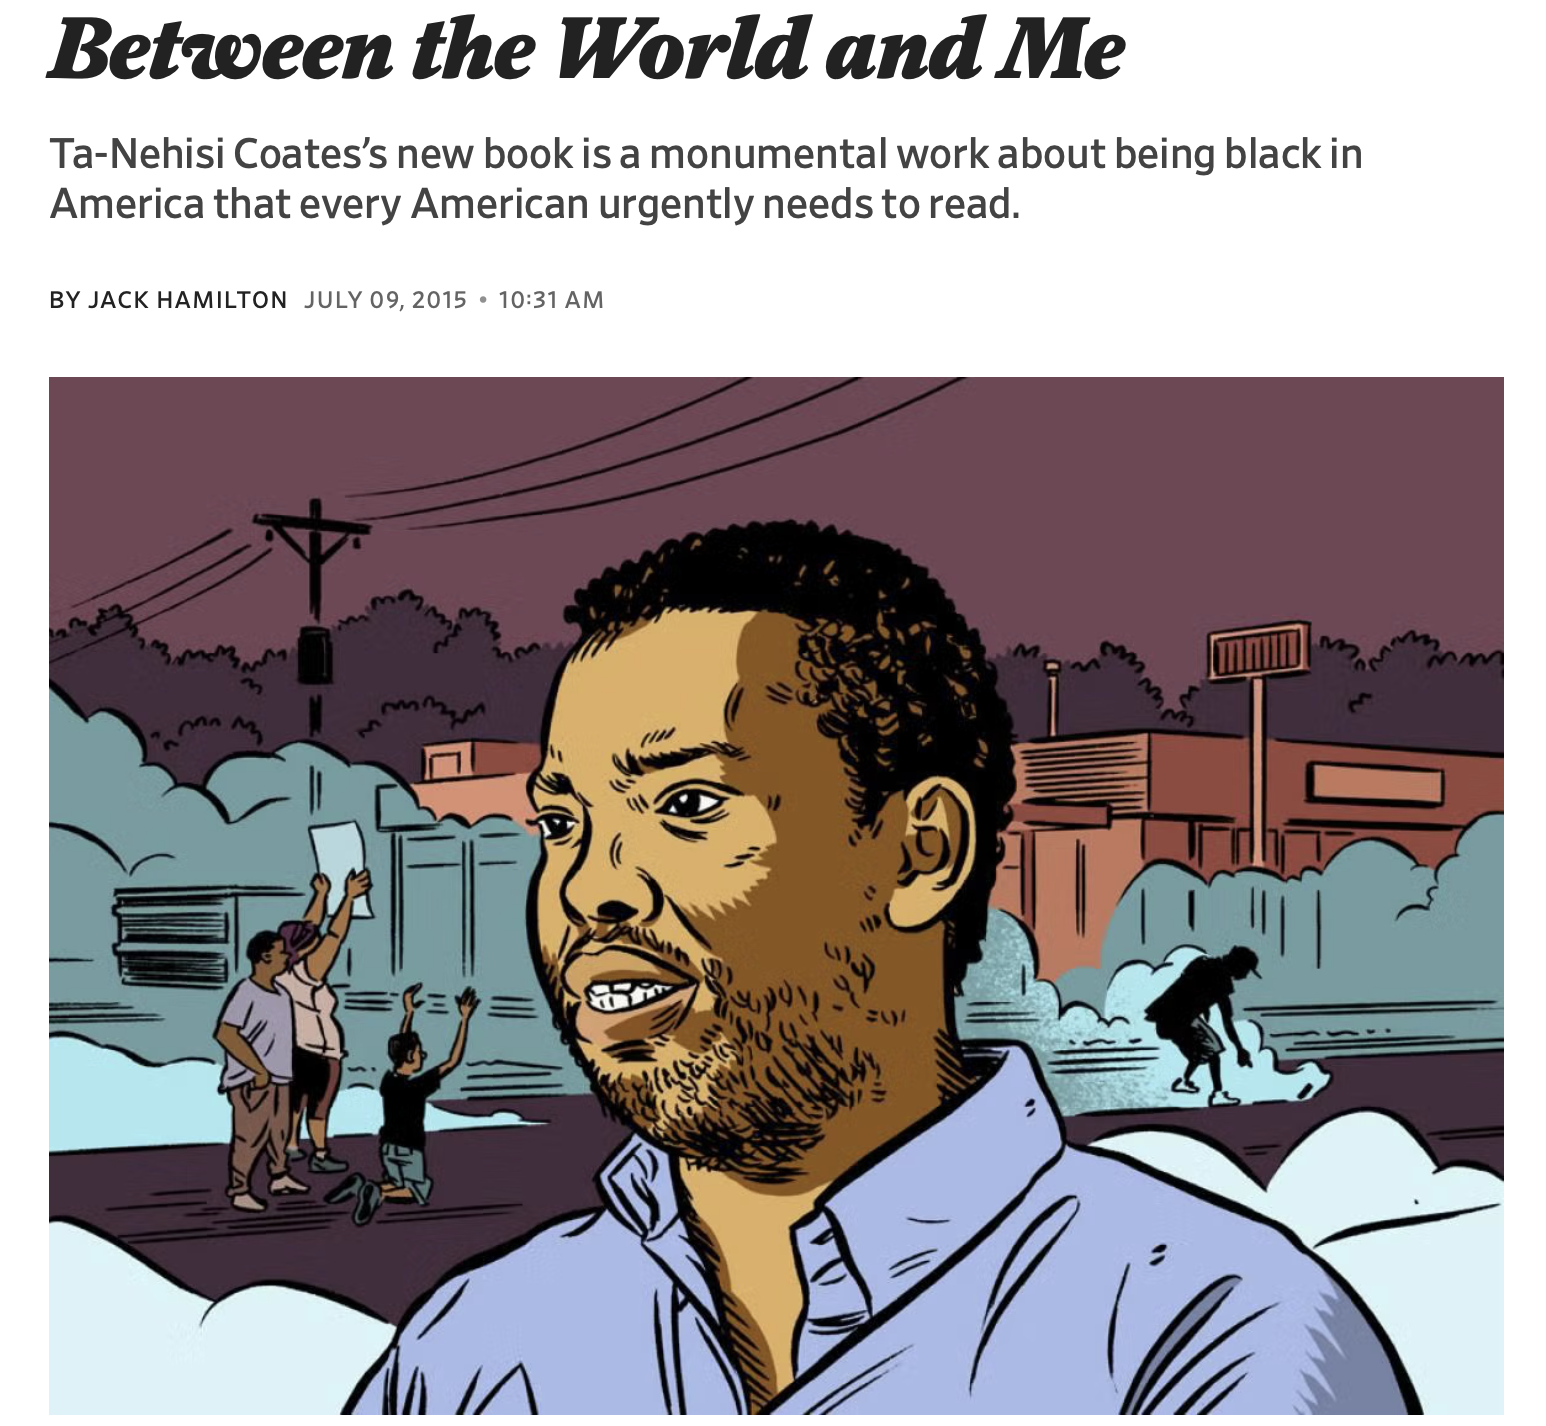 Between the World and Me
Ta-Nehisi Coates’s new book is a monumental work about being black in
America that every American urgently needs to read.
BY JACK HAMILTON JULY 09, 2015 • 10:31 AM